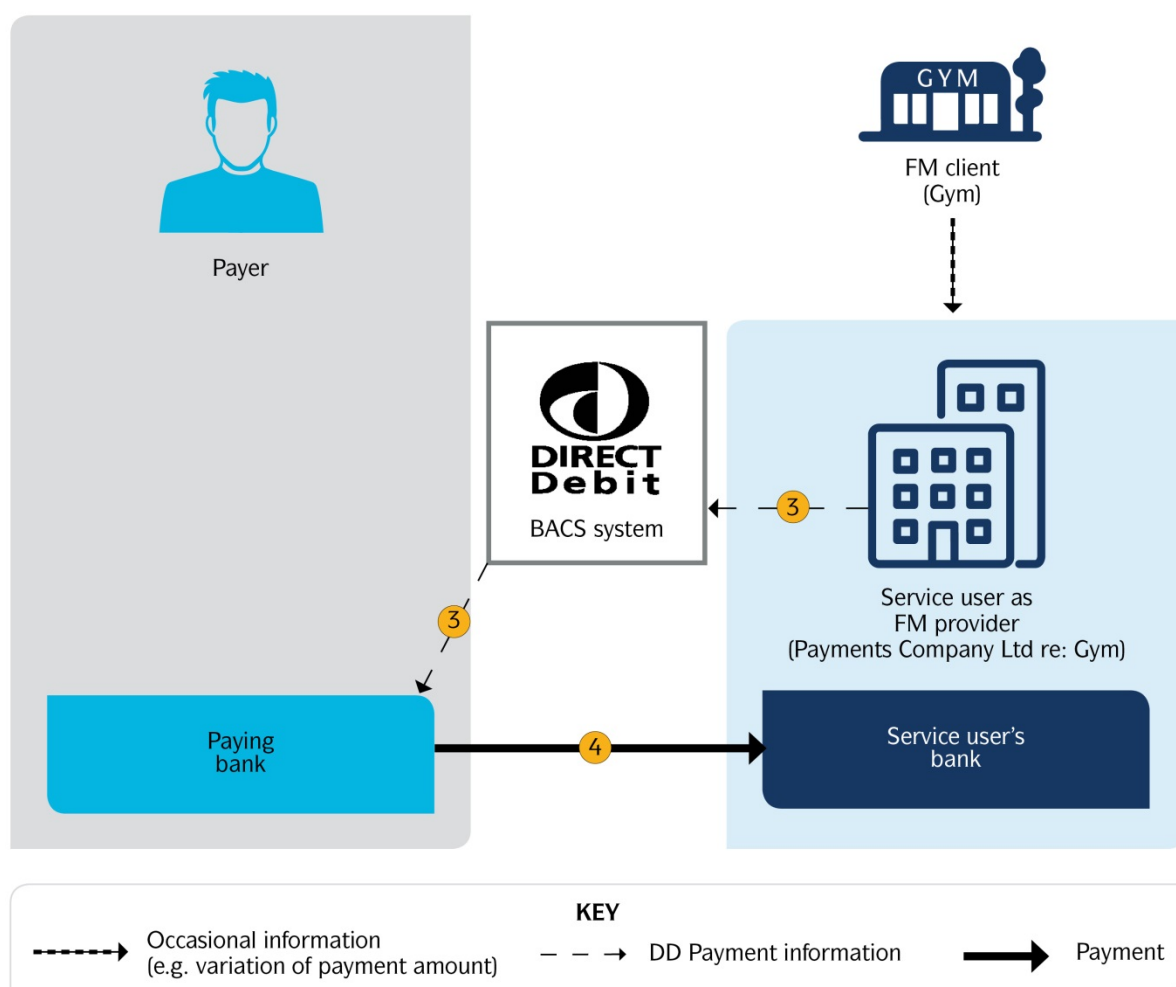 GYM
FM client
(Gym)
Payer
DIRECT
Debit
BACS system
3
3
Service user as
FM provider
(Payments Company Ltd re: Gym)
Paying
bank
4
Service user’s
bank
KEY
Occasional information
(e.g. variation of payment amount)
DD Payment information
Payment